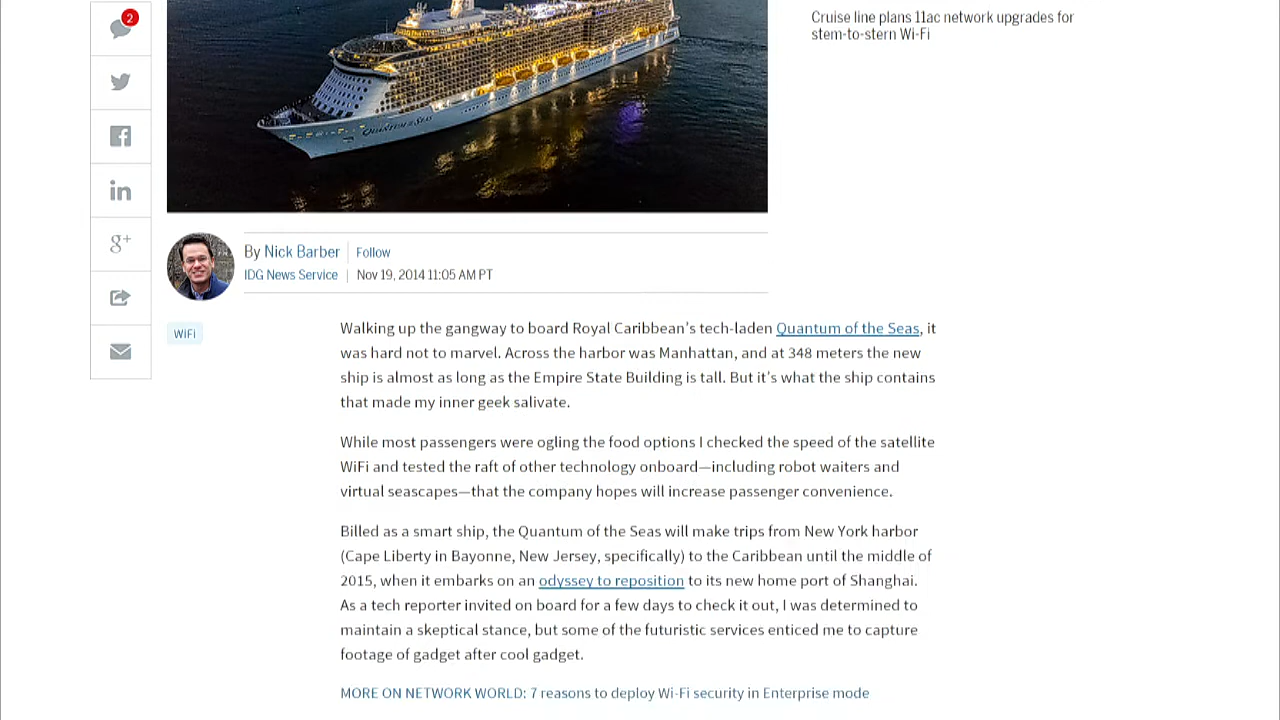 2
Cruise line plans 11ac network upgrades for
stem-to-stern Wi-Fi
QUANTUM OF THE SEAS
in
g+
By Nick Barber Follow
IDG News Service Nov 19, 2014 11:05 AM PT
WiFi
Walking up the gangway to board Royal Caribbean's tech-laden Quantum of the Seas, it
was hard not to marvel. Across the harbor was Manhattan, and at 348 meters the new
ship is almost as long as the Empire State Building is tall. But it's what the ship contains
that made my inner geek salivate.
While most passengers were ogling the food options I checked the speed of the satellite
WiFi and tested the raft of other technology onboard—including robot waiters and
virtual seascapes—that the company hopes will increase passenger convenience.
Billed as a smart ship, the Quantum of the Seas will make trips from New York harbor
(Cape Liberty in Bayonne, New Jersey, specifically) to the Caribbean until the middle of
2015, when it embarks on an odyssey to reposition to its new home port of Shanghai.
As a tech reporter invited on board for a few days to check it out, I was determined to
maintain a skeptical stance, but some of the futuristic services enticed me to capture
footage of gadget after cool gadget.
MORE ON NETWORK WORLD: 7 reasons to deploy Wi-Fi security in Enterprise mode